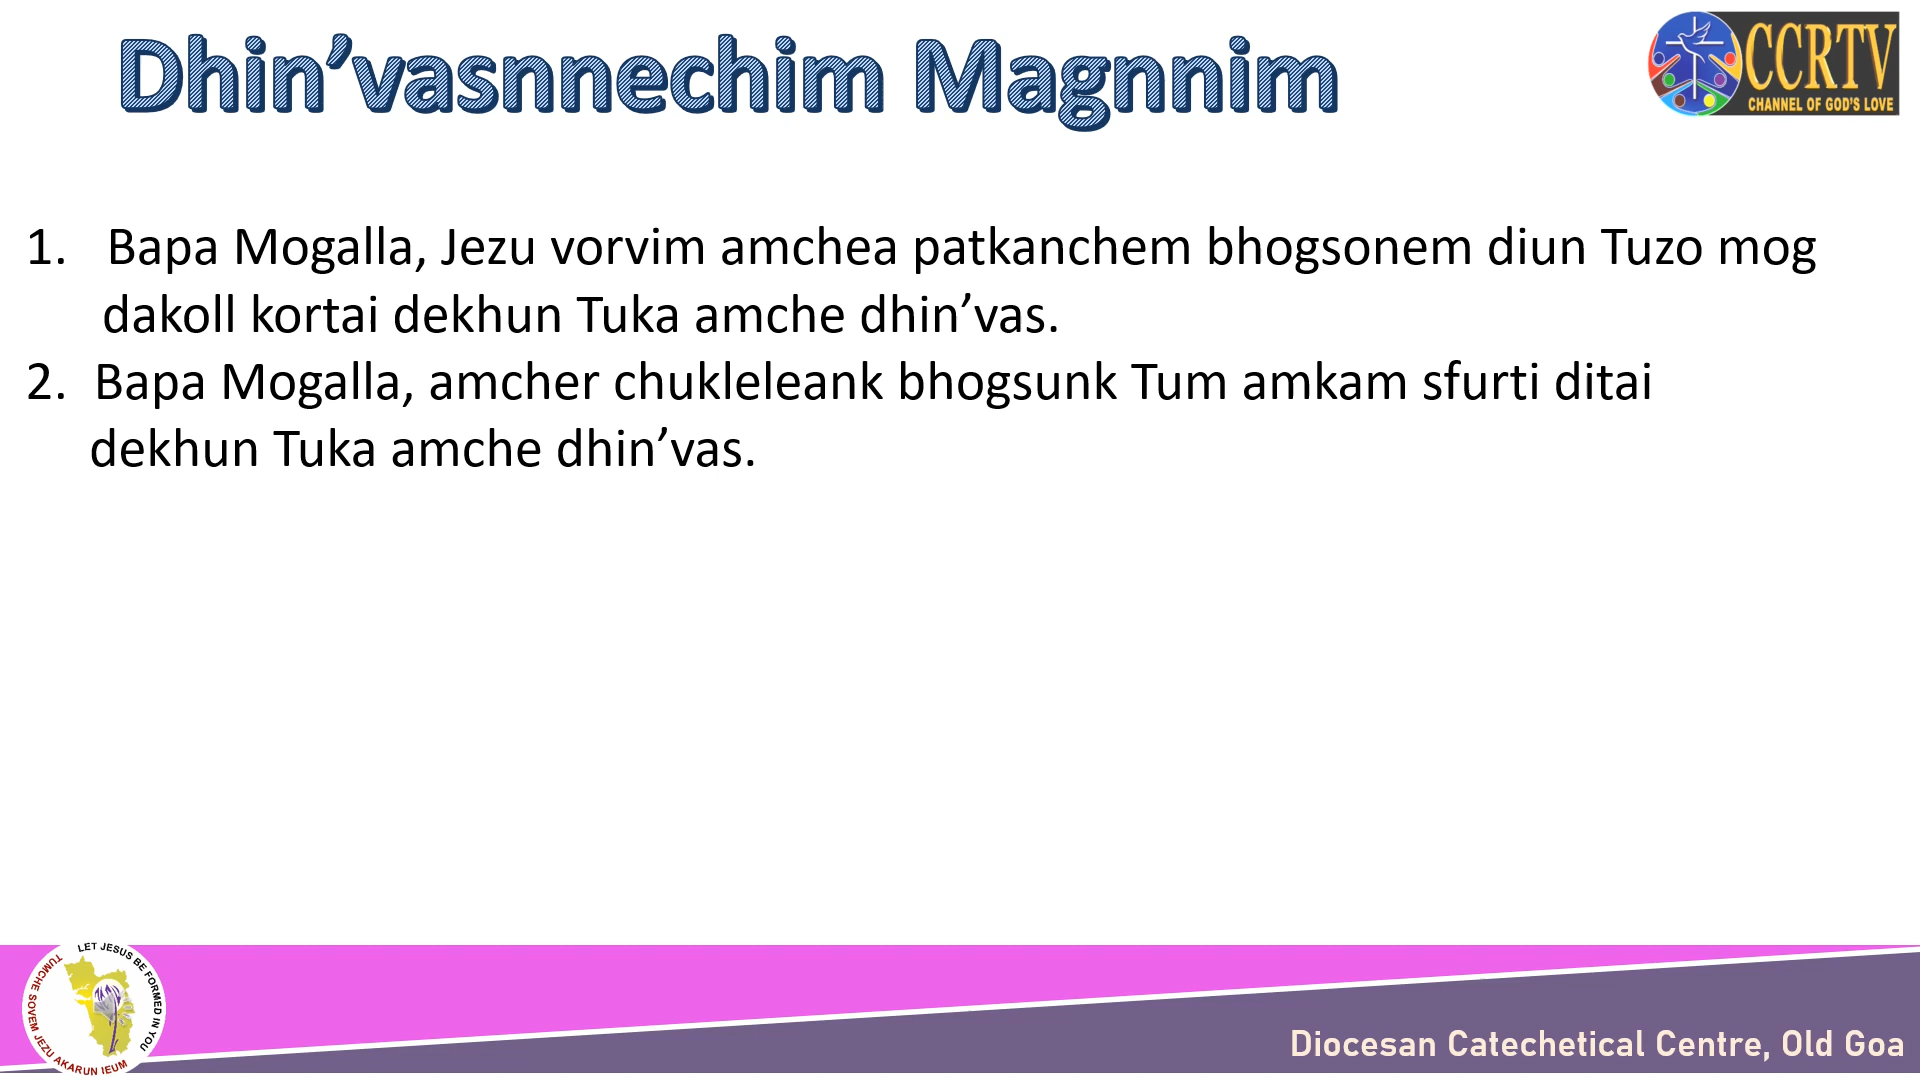 Dhin’vasnnechim Magnnim
CCRTV
CHANNEL OF GOD'S LOVE
1. Bapa Mogalla, Jezu vorvim amchea patkanchem bhogsonem diun Tuzo mog
dakoll kortai dekhun Tuka amche dhin’vas.
2. Bapa Mogalla, amcher chukleleank bhogsunk Tum amkam sfurti ditai
dekhun Tuka amche dhin’vas.
LET JESUS BE FORMED IN YOU
TUMCHE SOVEM JEZU AKARUN IEUM
Diocesan Catechetical Centre, Old Goa